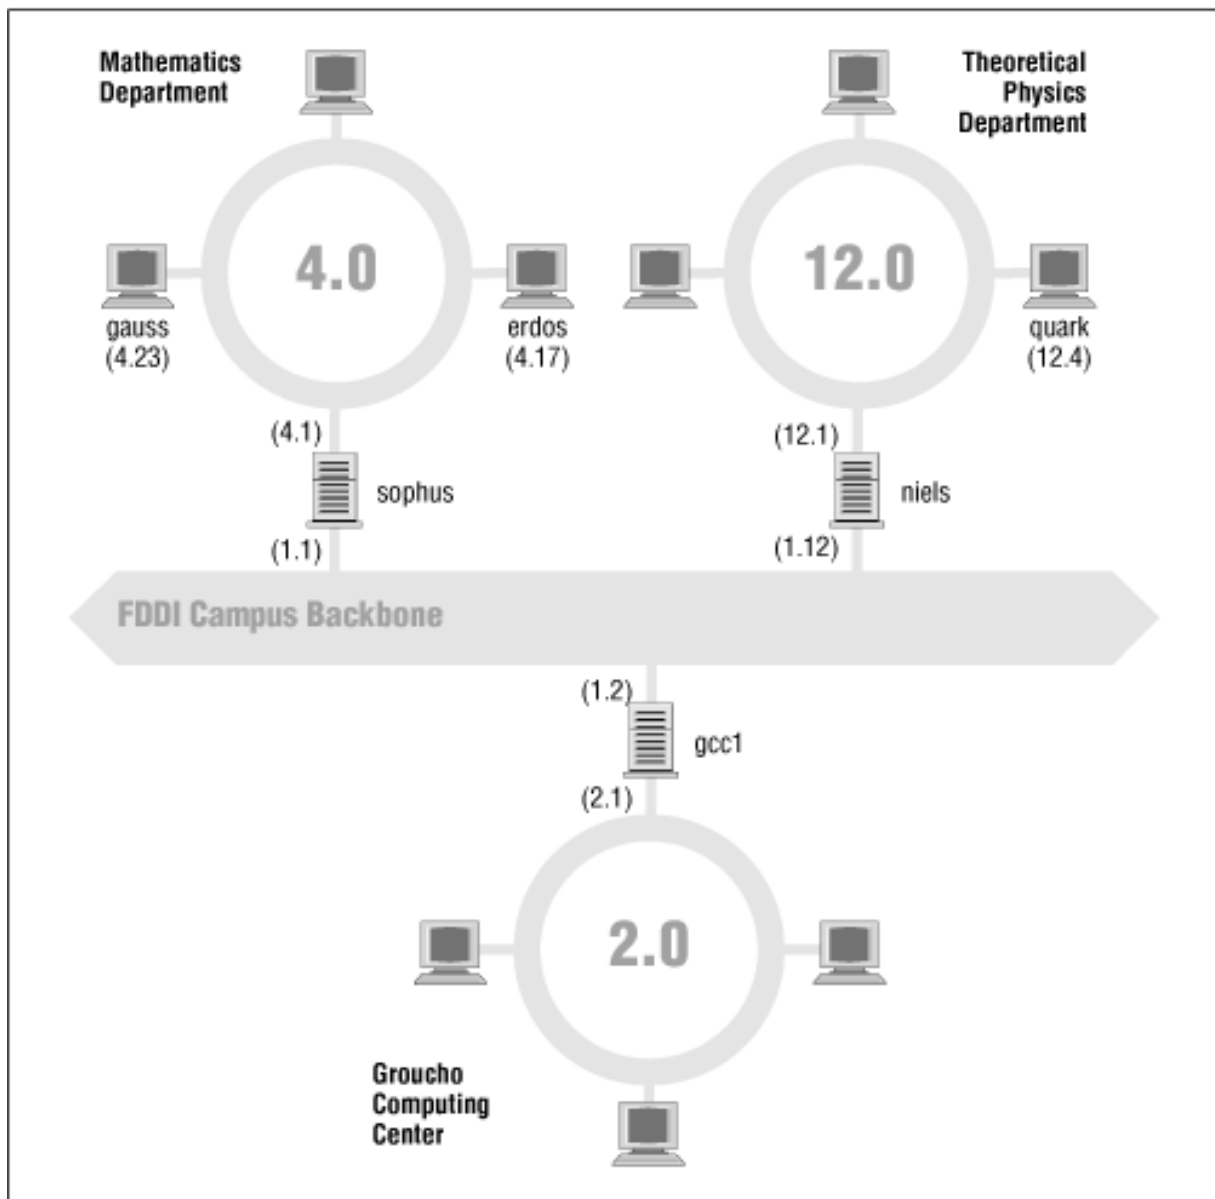 Mathematics
Department
Theoretical
Physics
Department
4.0
12.0
gauss
(4.23)
erdos
(4.17)
quark
(12.4)
(4.1)
sophus
(1.1)
(12.1)
niels
(1.12)
FDDI Campus Backbone
(1.2)
gcc1
(2.1)
2.0
Groucho
Computing
Center